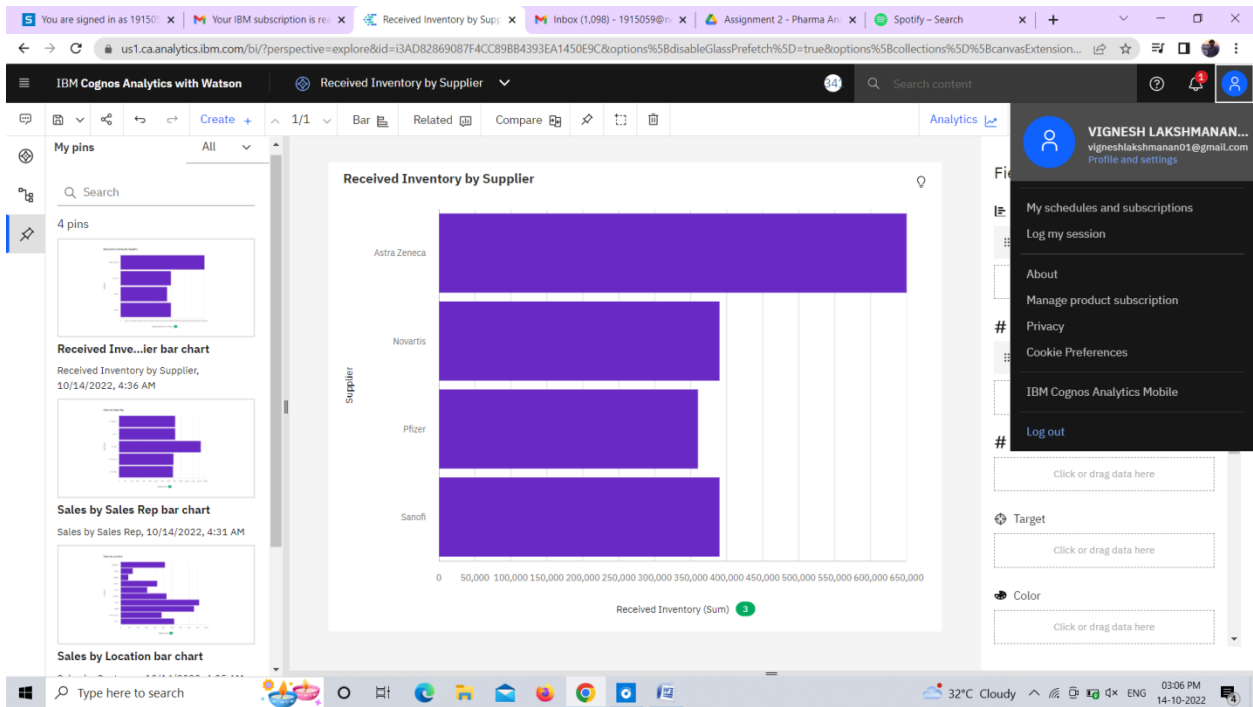 You are signed in as 19150
Your IBM subscription is rea
Received Inventory by Supp
Inbox (1,098) - 1915059@n
Assignment 2 - Pharma An
Spotify – Search
us1.ca.analytics.ibm.com/bi/?perspective=explore&id=i3AD82869087F4CC89BB4393EA1450E9C&options%5BdisableGlassPrefetch%5D=true&options%5Bcollections%5D%5BcanvasExtension...
IBM Cognos Analytics with Watson
Received Inventory by Supplier
341
Search content
1
Create +
1/1
Bar
Related
Compare
Analytics
VIGNESH LAKSHMANAN...
vigneshlakshmanan01@gmail.com
Profile and settings
My schedules and subscriptions
Log my session
About
Manage product subscription
Privacy
Cookie Preferences
IBM Cognos Analytics Mobile
Log out
My pins
All
Search
4 pins
Received Inve...ier bar chart
Received Inventory by Supplier,
10/14/2022, 4:36 AM
Sales by Sales Rep bar chart
Sales by Sales Rep, 10/14/2022, 4:31 AM
Sales by Location bar chart
Received Inventory by Supplier
Supplier
Astra Zeneca
Novartis
Pfizer
Sanofi
0 50,000 100,000 150,000 200,000 250,000 300,000 350,000 400,000 450,000 500,000 550,000 600,000 650,000
Received Inventory (Sum) 3
#
#
Click or drag data here
Target
Click or drag data here
Color
Click or drag data here
Type here to search
32°C Cloudy
ENG
03:06 PM
14-10-2022
4